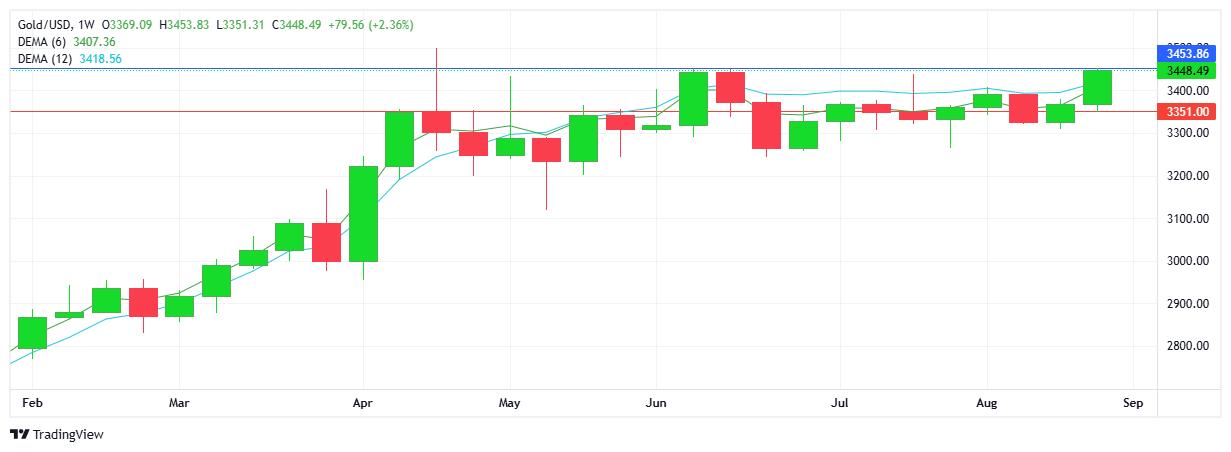 Gold/USD, 1W O3369.09 H3453.83 L3351.31 C3448.49 +79.56 (+2.36%)
DEMA (6) 3407.36
DEMA (12) 3418.56
3453.86
3448.49
3400.00
3351.00
3300.00
3200.00
3100.00
3000.00
2900.00
2800.00
Feb Mar Apr May Jun Jul Aug Sep
TradingView